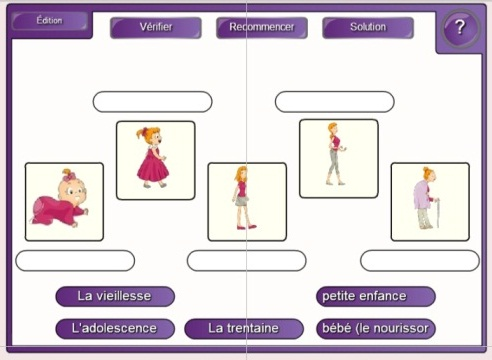 Édition
Vérifier
Recommencer
Solution
?
La vieillesse
petite enfance
L'adolescence
La trentaine
bébé (le nourissor